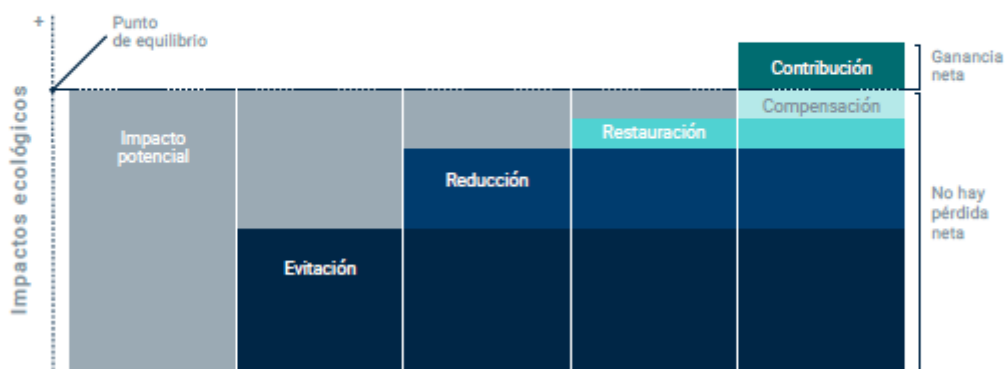 +
Punto
de equilibrio
Impactos ecológicos
Impacto
potencial
Evitación
Reducción
Restauración
Contribución
Compensación
Ganancia
neta
No hay
pérdida
neta